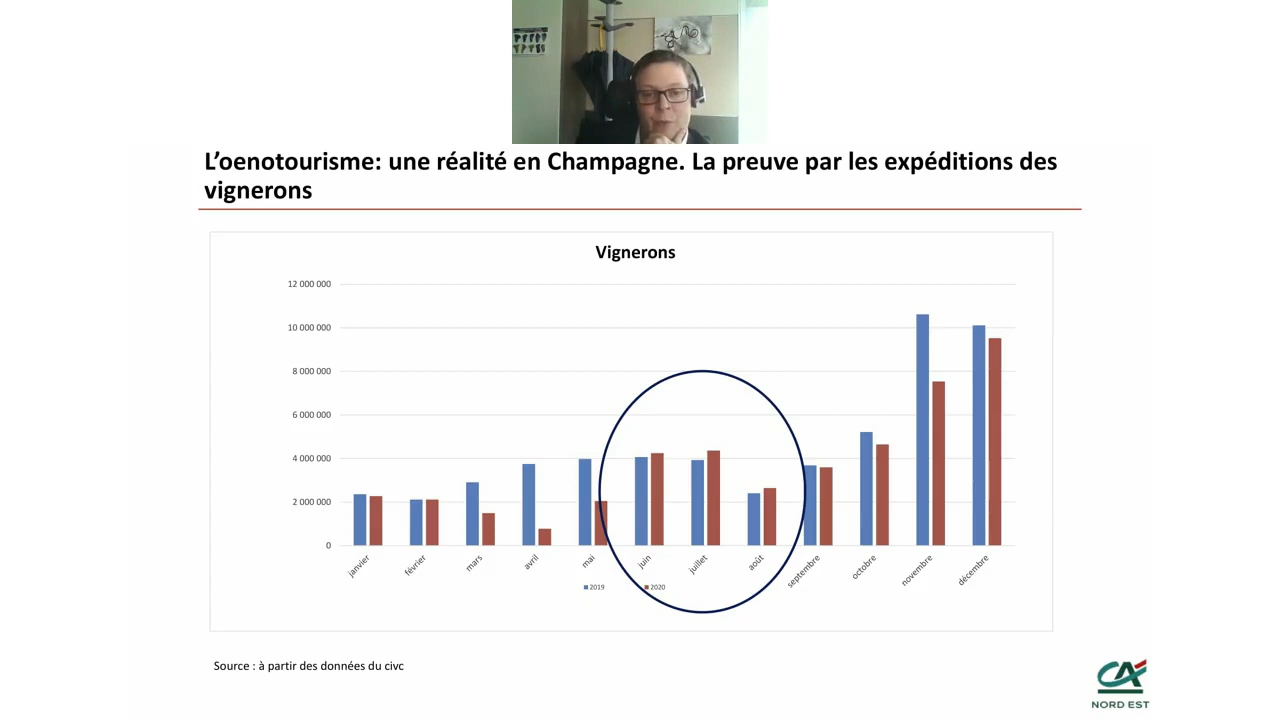 L'oenotourisme: une réalité en Champagne. La preuve par les expéditions des
vignerons
Vignerons
12 000 000
10 000 000
8 000 000
6 000 000
4 000 000
2 000 000
0
janvier
février
mars
avril
mai
juin
juillet
août
septembre
octobre
novembre
décembre
2019
2020
Source : à partir des données du civc
CA
NORD EST